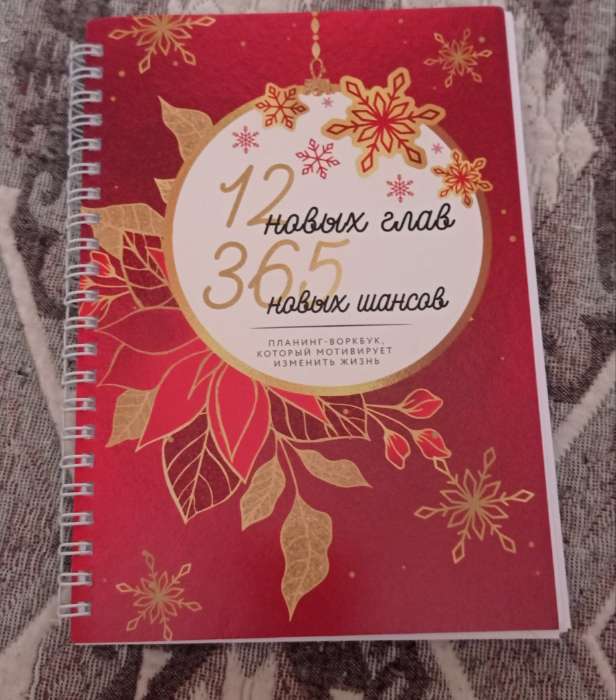 12
новых глав
365
новых шансов
ПЛАНИНГ-ВОРКБУК,
КОТОРЫЙ МОТИВИРУЕТ
ИЗМЕНИТЬ ЖИЗНЬ